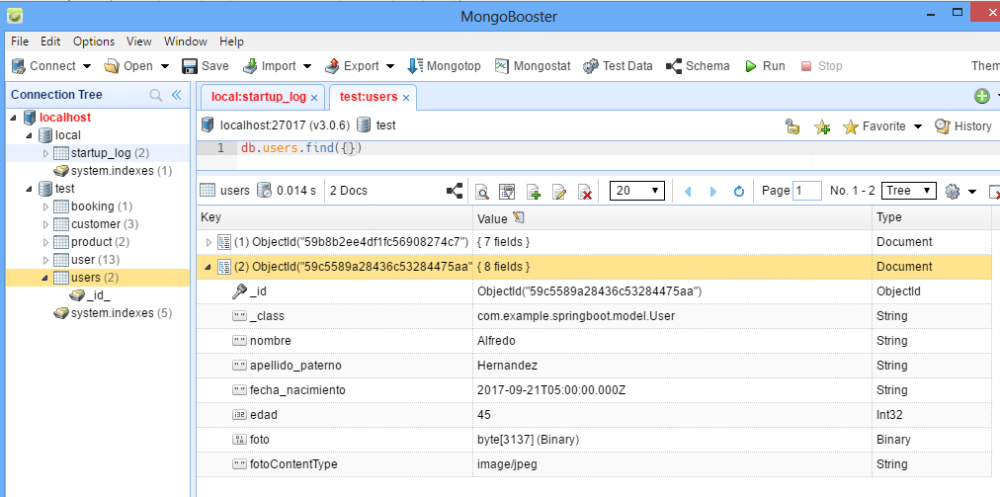 MongoBooster
File Edit Options View Window Help
Connect Open Save Import Export Mongotop Mongostat Test Data Schema Run Stop Them
Connection Tree
localhost
local
startup_log (2)
system.indexes (1)
test
booking (1)
customer (3)
product (2)
user (13)
users (2)
_id_
system.indexes (5)
local:startup_log × test:users ×
localhost:27017 (v3.0.6) test Favorite History
1 db.users.find({})
users 0.014 s 2 Docs 20 Page 1 No. 1 - 2 Tree
Key Value Type
(1) ObjectId("59b8b2ee4df1fc56908274c7") { 7 fields } Document
(2) ObjectId("59c5589a28436c53284475aa" { 8 fields } Document
_id ObjectId("59c5589a28436c53284475aa") ObjectId
_class com.example.springboot.model.User String
nombre Alfredo String
apellido_paterno Hernandez String
fecha_nacimiento 2017-09-21T05:00:00.000Z String
edad 45 Int32
foto byte[3137] (Binary) Binary
fotoContentType image/jpeg String